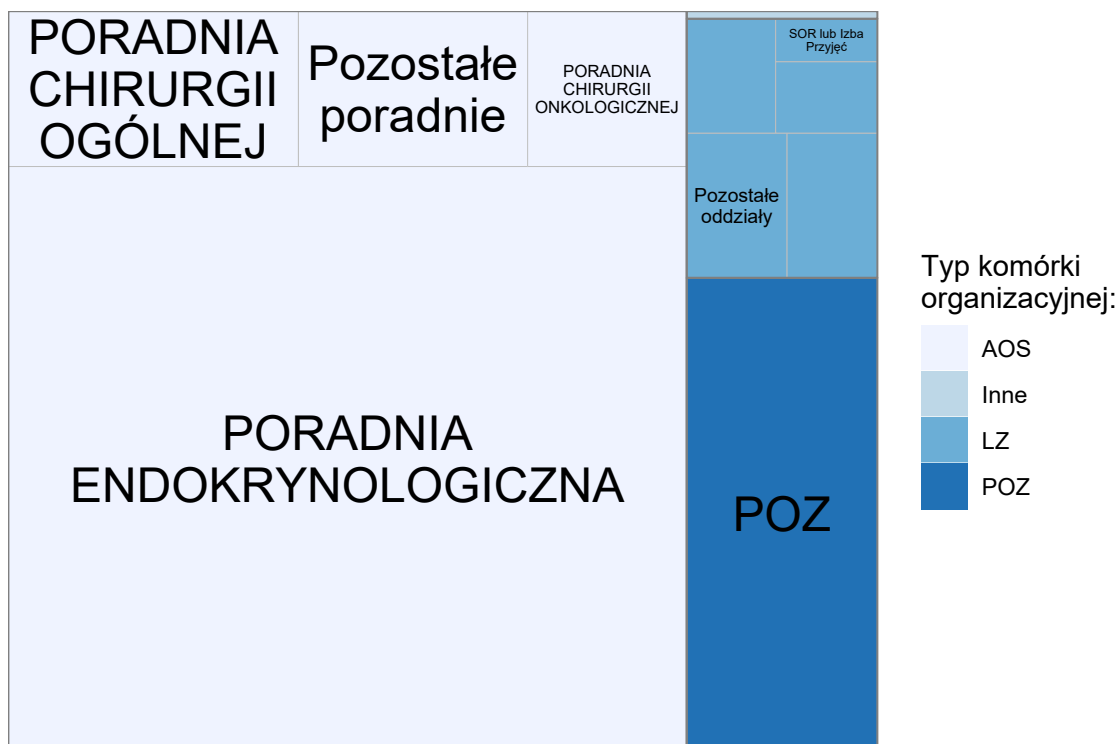 PORADNIA
CHIRURGII
OGÓLNEJ
Pozostałe
poradnie
PORADNIA
CHIRURGII
ONKOLOGICZNEJ
SOR lub Izba
Przyjęć
Pozostałe
oddziały
PORADNIA
ENDOKRYNOLOGICZNA
POZ
Typ komórki
organizacyjnej:
AOS
Inne
LZ
POZ